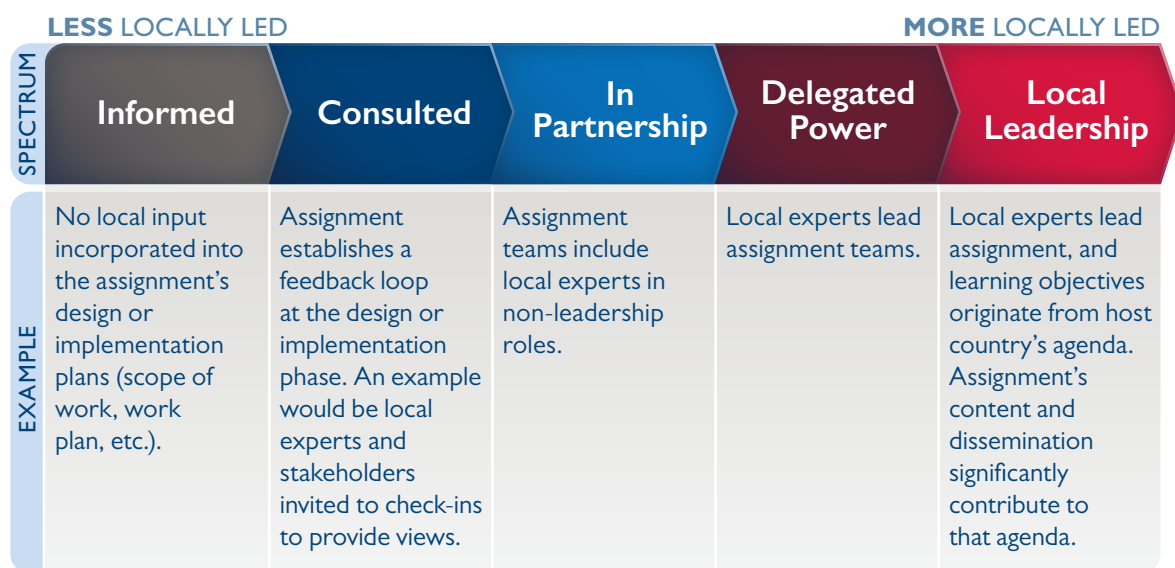 LESS LOCALLY LED
MORE LOCALLY LED
SPECTRUM
Informed
Consulted
In
Partnership
Delegated
Power
Local
Leadership
EXAMPLE
No local input
incorporated into
the assignment's
design or
implementation
plans (scope of
work, work
plan, etc.).
Assignment
establishes a
feedback loop
at the design or
implementation
phase. An example
would be local
experts and
stakeholders
invited to check-ins
to provide views.
Assignment
teams include
local experts in
non-leadership
roles.
Local experts lead
assignment teams.
Local experts lead
assignment, and
learning objectives
originate from host
country's agenda.
Assignment's
content and
dissemination
significantly
contribute to
that agenda.